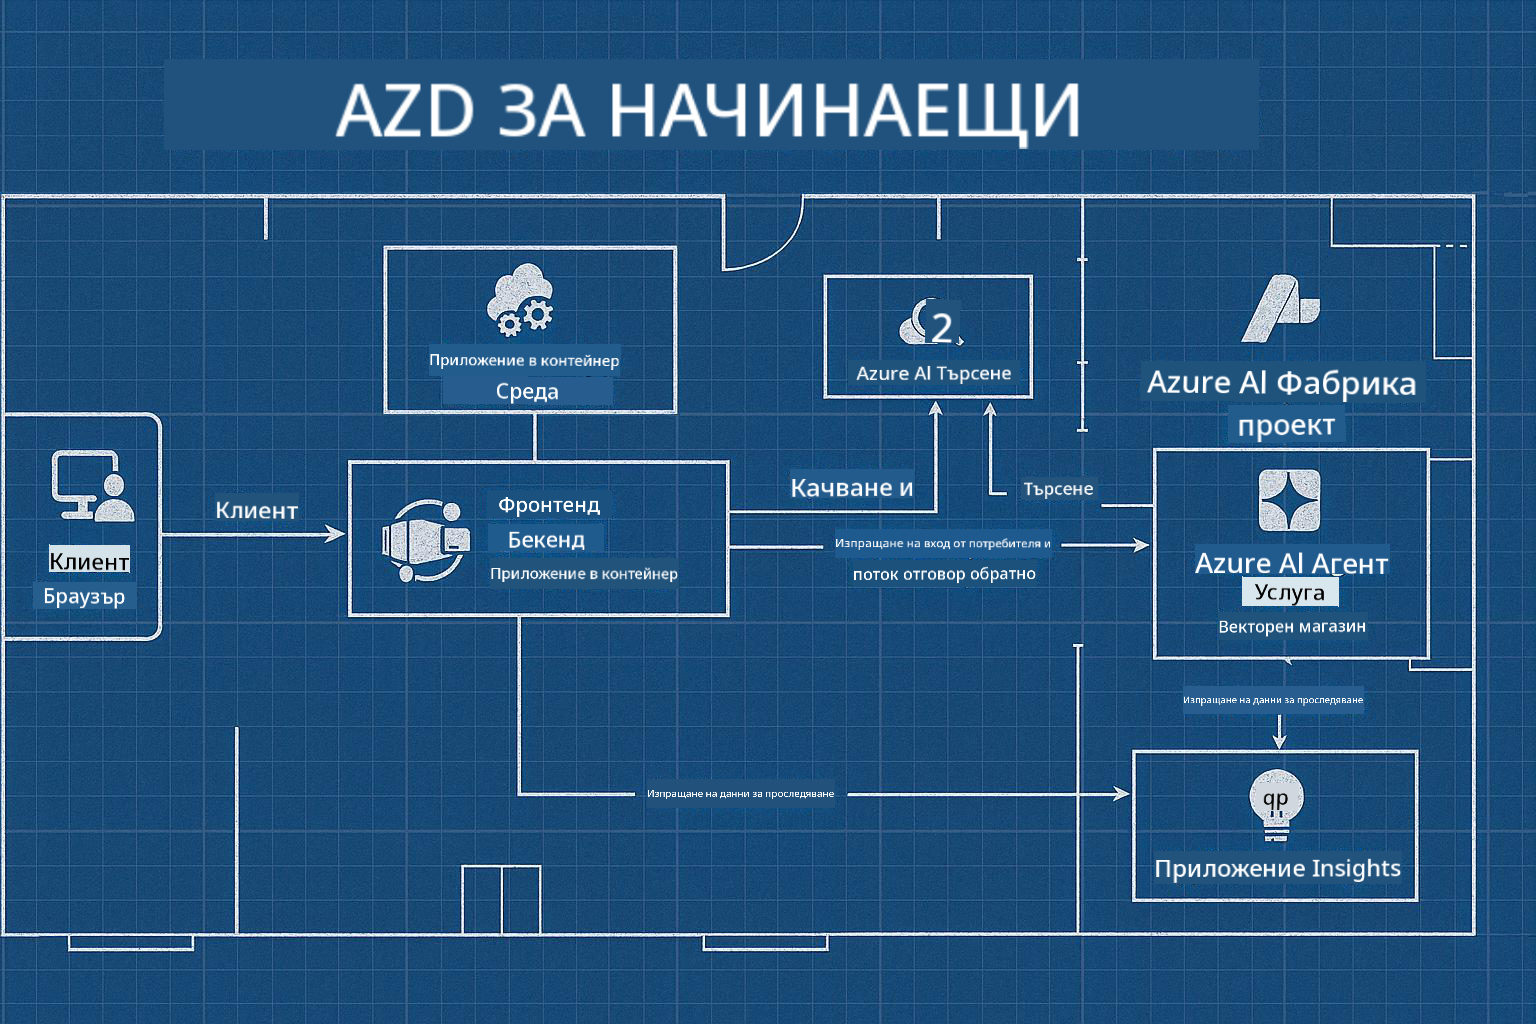 AZD ЗА НАЧИНАЕЩИ
Приложение в контейнер
Среда
2
Azure AI Търсене
Azure AI Фабрика
проект
Клиент
Браузър
Клиент
Фронтенд
Бекенд
Приложение в контейнер
Качване и
Търсене
Изпращане на вход от потребителя и
поток отговор обратно
Azure AI Агент
Услуга
Векторен магазин
Изпращане на данни за проследяване
Изпращане на данни за проследяване
qp
Приложение Insights